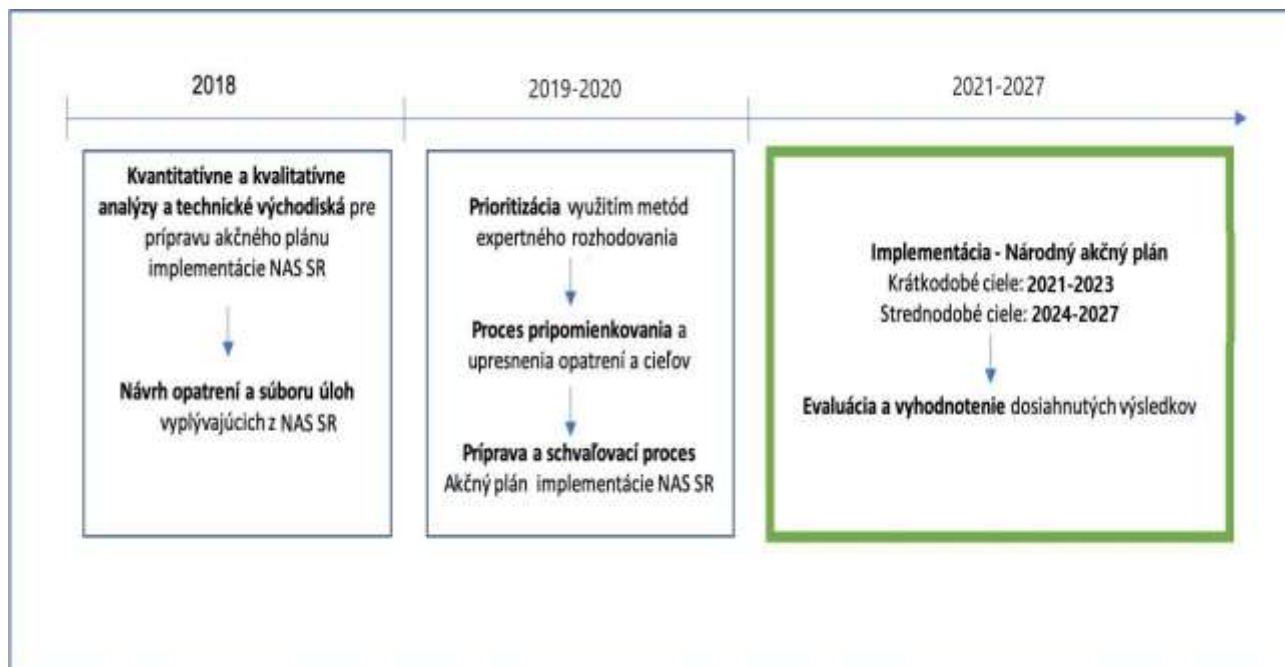 2018
2019-2020
2021-2027
Kvantitatívne a kvalitatívne
analýzy a technické východiská pre
prípravu akčného plánu
implementácie NAS SR
Návrh opatrení a súboru úloh
vyplývajúcich z NAS SR
Prioritizácia využitím metód
expertného rozhodovania
Proces pripomienkovania a
upresnenia opatrení a cieľov
Príprava a schvaľovací proces
Akčný plán implementácie NAS SR
Implementácia - Národný akčný plán
Krátkodobé ciele: 2021-2023
Strednodobé ciele: 2024-2027
Evaluácia a vyhodnotenie dosiahnutých výsledkov